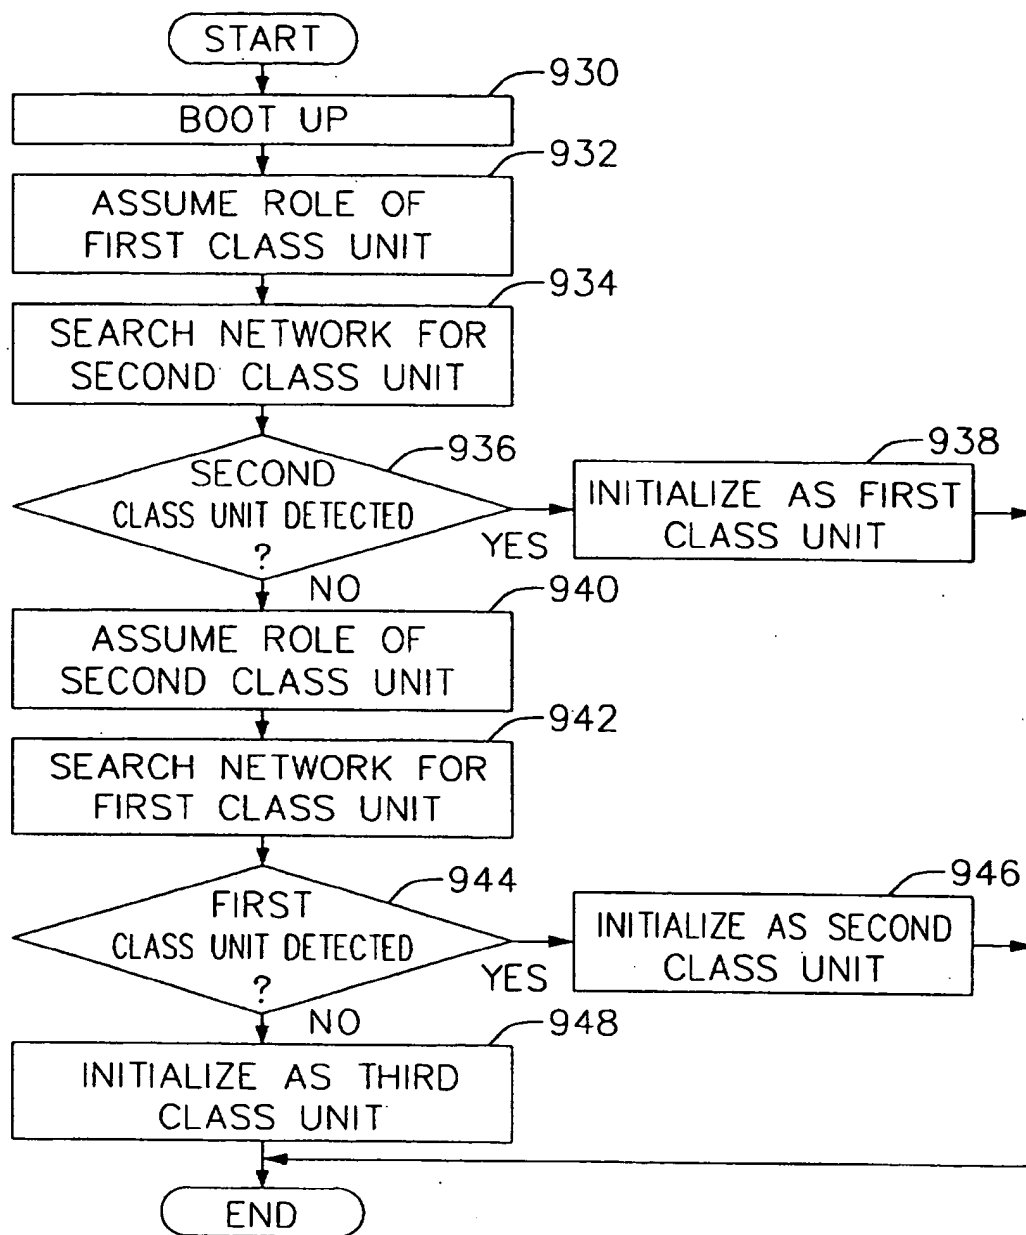 START
930
BOOT UP
932
ASSUME ROLE OF
FIRST CLASS UNIT
934
SEARCH NETWORK FOR
SECOND CLASS UNIT
936
SECOND
CLASS UNIT DETECTED
?
YES
NO
938
INITIALIZE AS FIRST
CLASS UNIT
940
ASSUME ROLE OF
SECOND CLASS UNIT
942
SEARCH NETWORK FOR
FIRST CLASS UNIT
944
FIRST
CLASS UNIT DETECTED
?
YES
NO
946
INITIALIZE AS SECOND
CLASS UNIT
948
INITIALIZE AS THIRD
CLASS UNIT
END